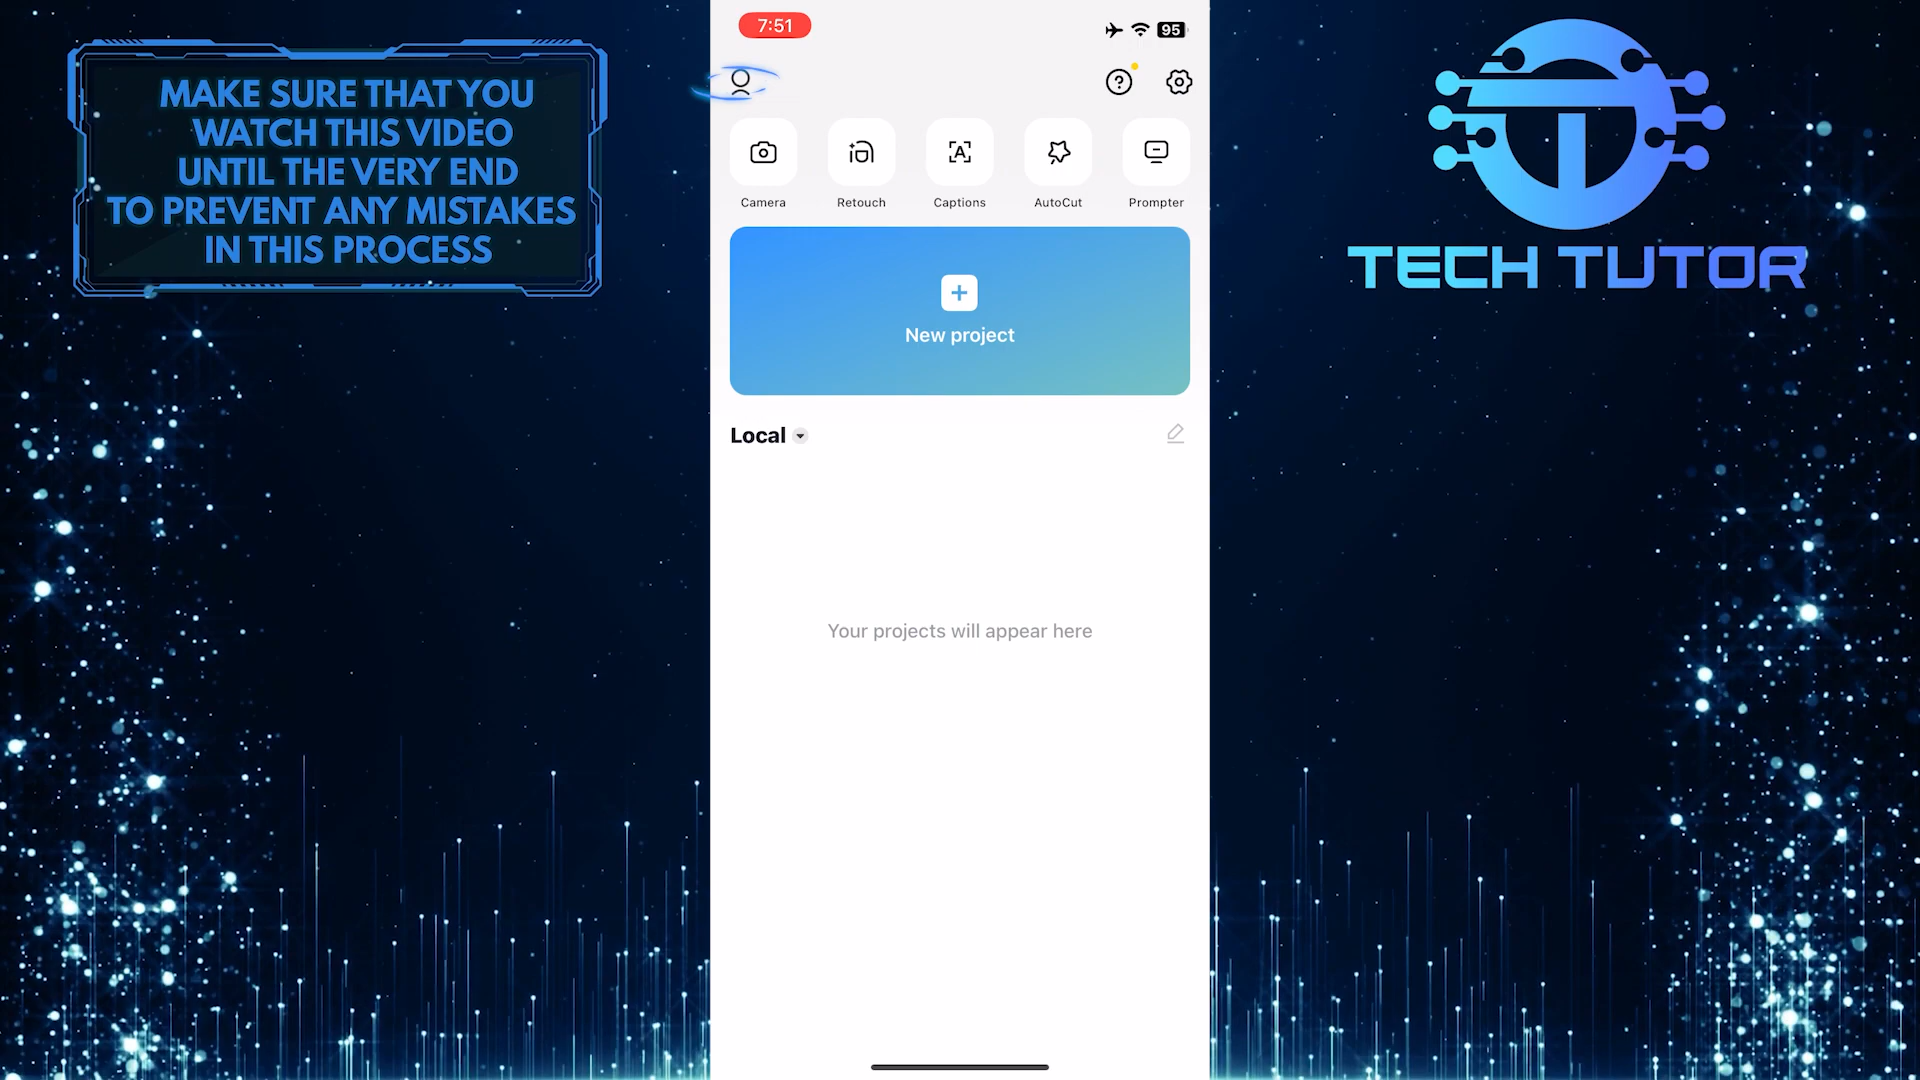 MAKE SURE THAT YOU
WATCH THIS VIDEO
UNTIL THE VERY END
TO PREVENT ANY MISTAKES
IN THIS PROCESS
7:51
95
Camera
Retouch
Captions
AutoCut
Prompter
New project
Local
Your projects will appear here
TECH TUTOR